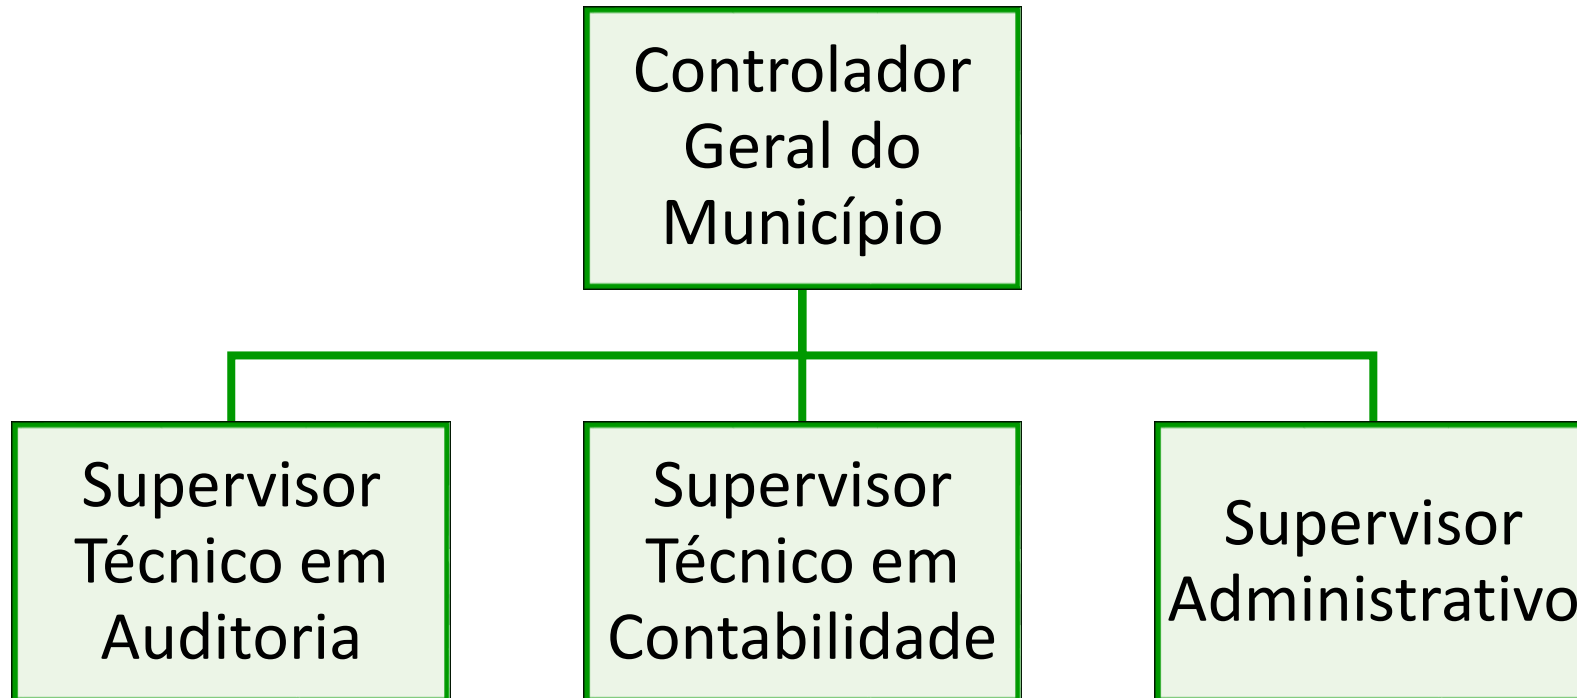 Controlador
Geral do
Município
Supervisor
Técnico em
Auditoria
Supervisor
Técnico em
Contabilidade
Supervisor
Administrativo